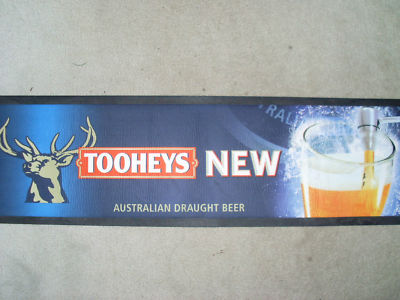 TOOHEYS NEW
AUSTRALIAN DRAUGHT BEER